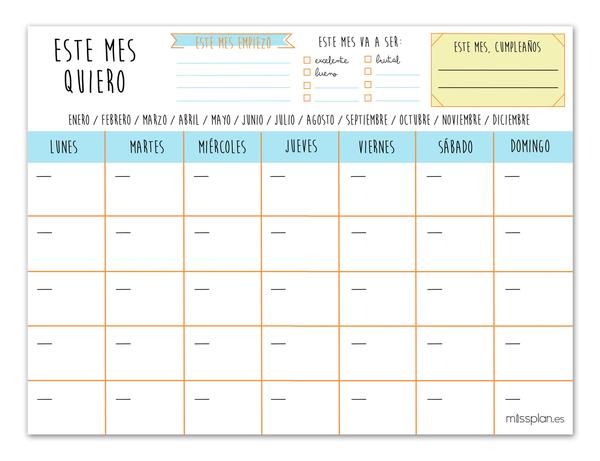 ESTE MES
QUIERO
ESTE MES EMPIEZO
ESTE MES VA A SER:
excelente
brutal
bueno
ESTE MES, CUMPLEAÑOS
ENERO / FEBRERO / MARZO / ABRIL / MAYO / JUNIO / JULIO / AGOSTO / SEPTIEMBRE / OCTUBRE / NOVIEMBRE / DICIEMBRE
LUNES MARTES MIÉRCOLES JUEVES VIERNES SÁBADO DOMINGO
missplan.es